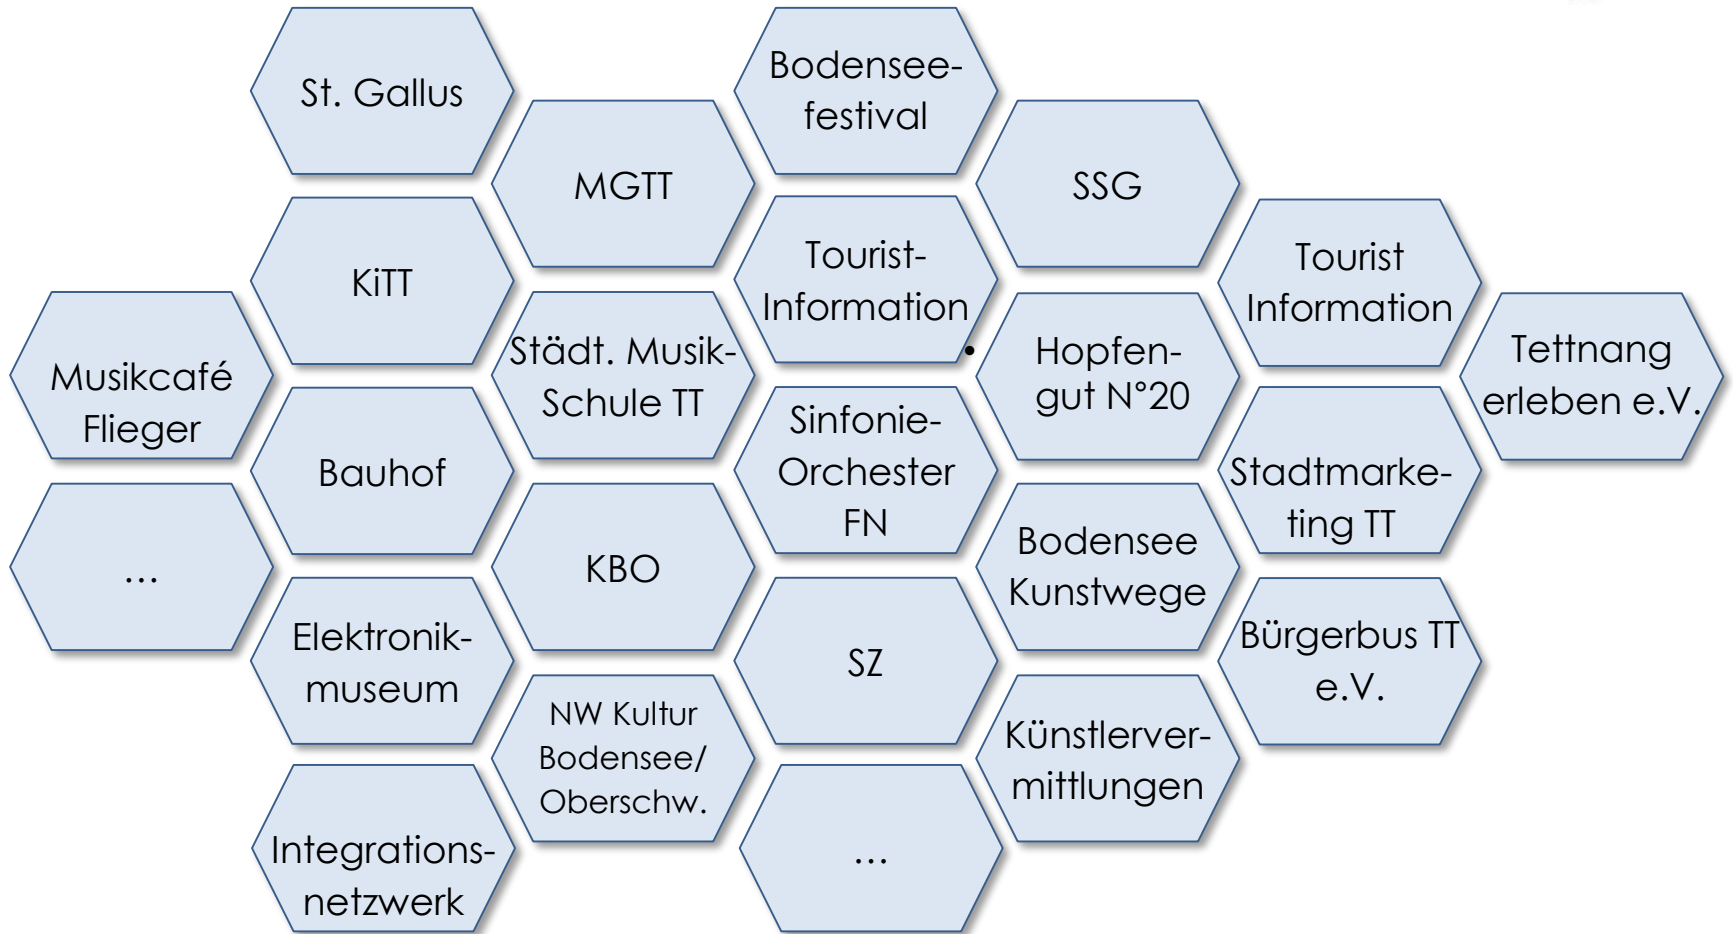 St. Gallus
Bodensee-
festival
MGTT
SSG
KiTT
Tourist-
Information
Tourist
Information
Musikcafé
Flieger
Städt. Musik-
Schule TT
•
Hopfen-
gut N°20
Tettnang
erleben e.V.
Bauhof
Sinfonie-
Orchester
FN
Stadtmarke-
ting TT
...
KBO
Bodensee
Kunstwege
Elektronik-
museum
SZ
Bürgerbus TT
e.V.
NW Kultur
Bodensee/
Oberschw.
Künstlerver-
mittlungen
Integrations-
netzwerk
...